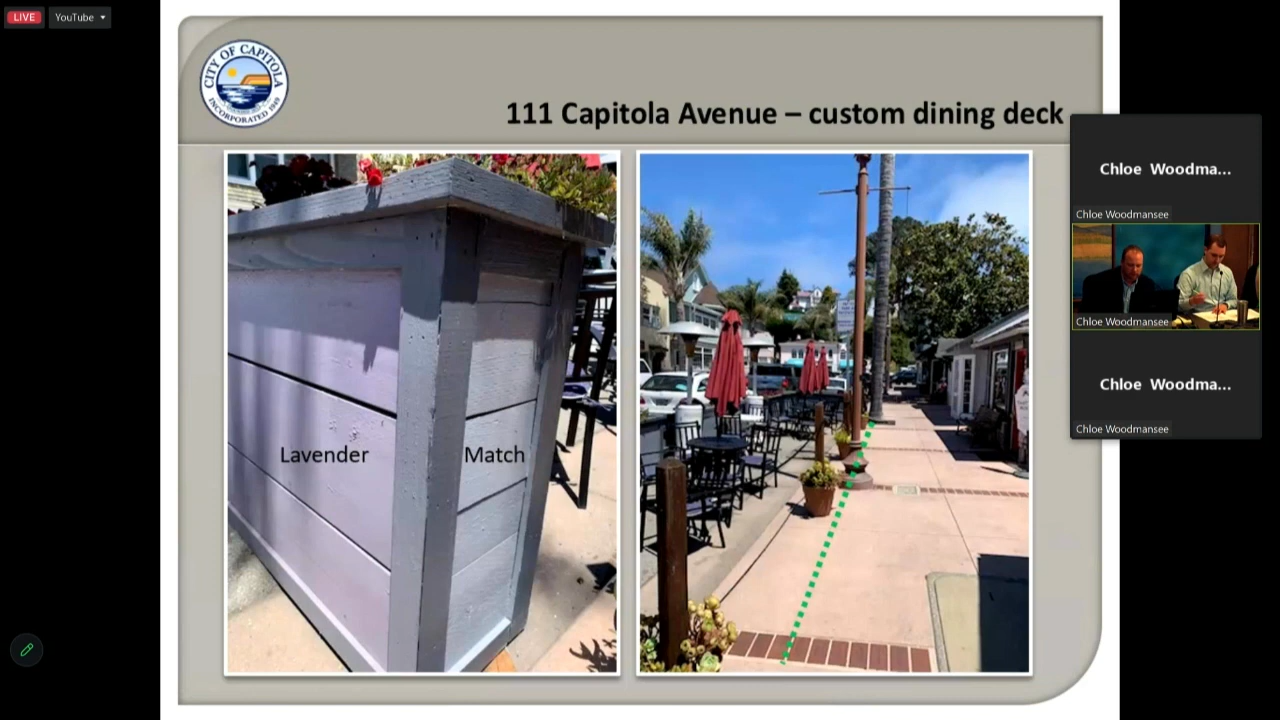 LIVE
YouTube
CITY OF CAPITOLA
INCORPORATED 1949
111 Capitola Avenue – custom dining deck
Lavender
Match
Chloe Woodma...
Chloe Woodmansee
Chloe Woodmansee
Chloe Woodma...
Chloe Woodmansee